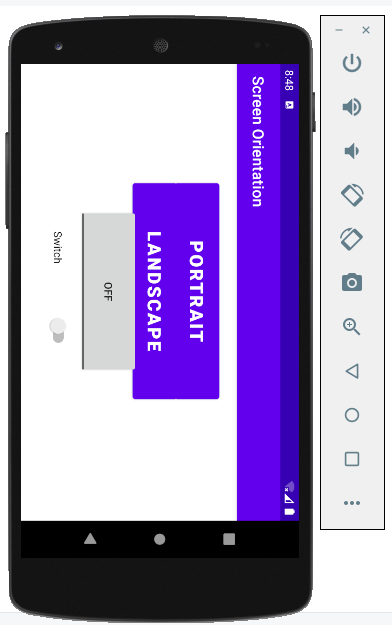 8:48
Screen Orientation
PORTRAIT
LANDSCAPE
OFF
Switch